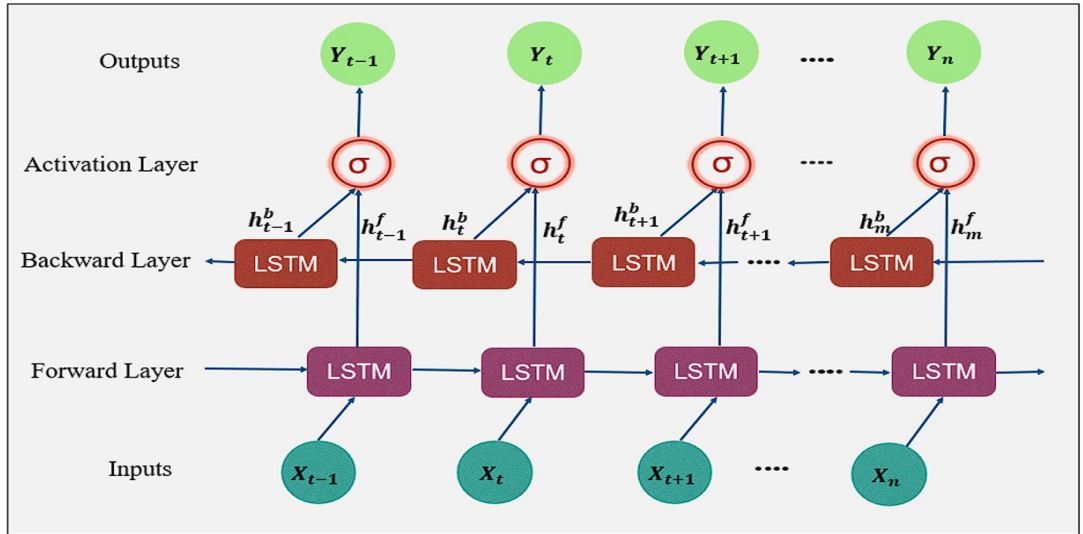 Outputs Y_{t−1} Y_t Y_{t+1} .... Y_n
Activation Layer σ σ σ .... σ
h^b_{t−1} h^f_{t−1} h^b_t h^f_t h^b_{t+1} h^f_{t+1} h^b_m h^f_m
Backward Layer LSTM LSTM LSTM .... LSTM
Forward Layer LSTM LSTM LSTM .... LSTM
Inputs X_{t−1} X_t X_{t+1} .... X_n